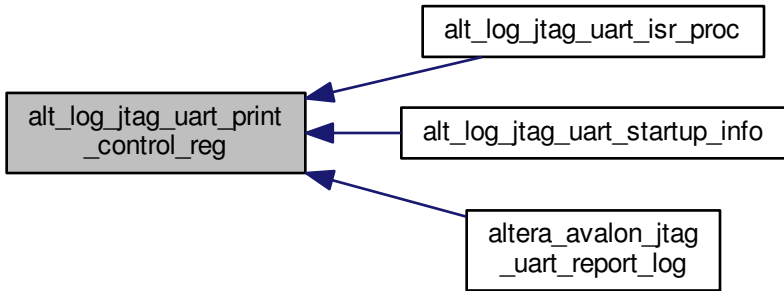 alt_log_jtag_uart_print
_control_reg
alt_log_jtag_uart_isr_proc
alt_log_jtag_uart_startup_info
altera_avalon_jtag
_uart_report_log